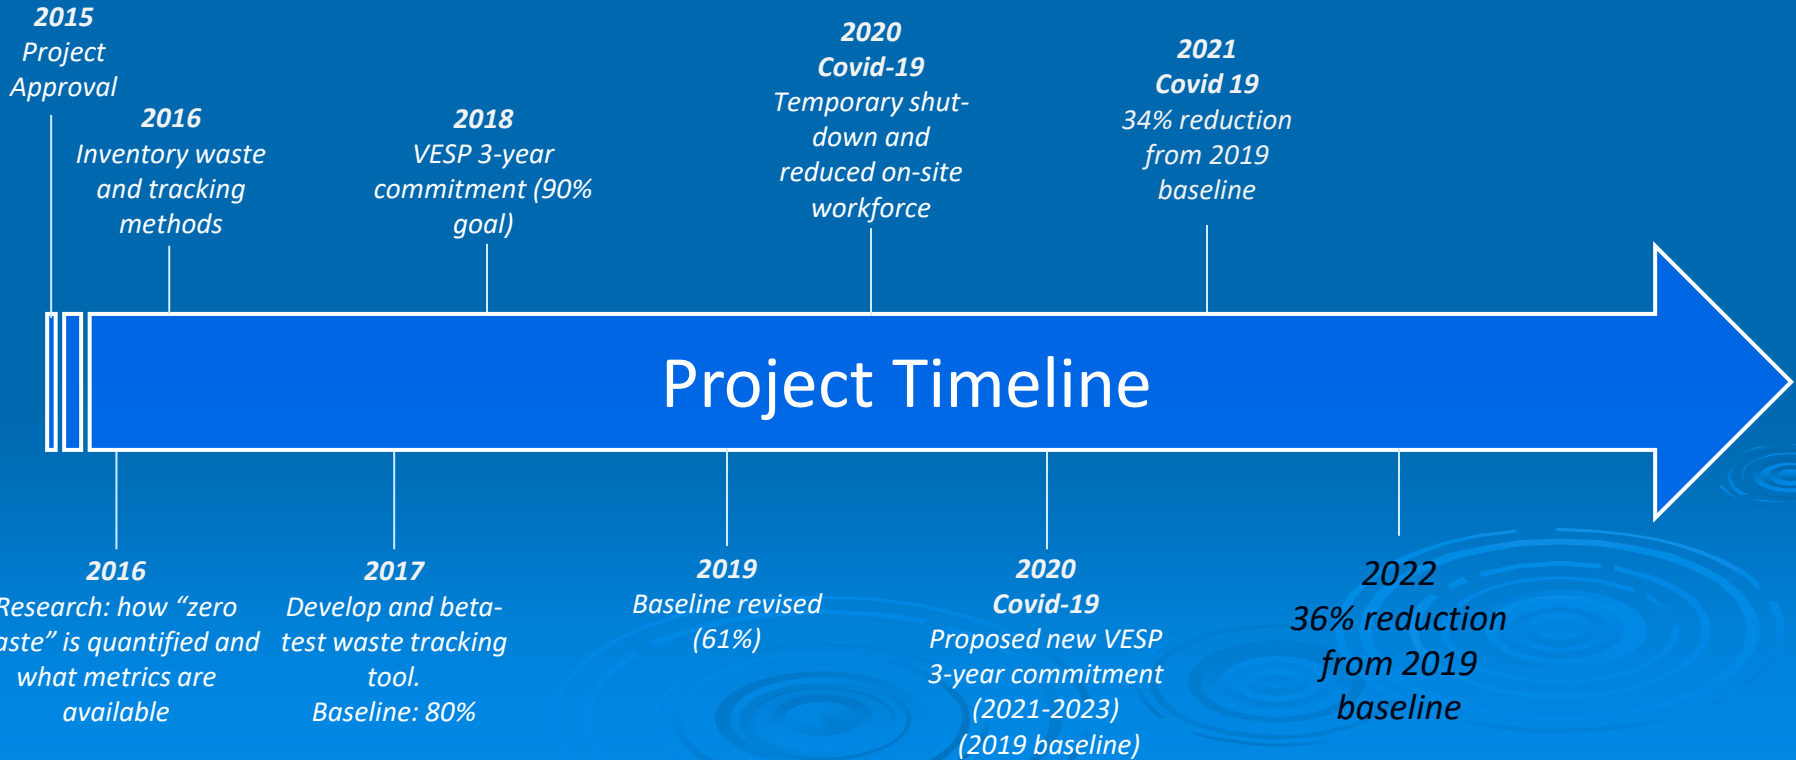 2015
Project
Approval
2016
Inventory waste
and tracking
methods
2018
VESP 3-year
commitment (90%
goal)
2020
Covid-19
Temporary shut-
down and
reduced on-site
workforce
2021
Covid 19
34% reduction
from 2019
baseline
Project Timeline
2016
Research: how “zero
aste” is quantified and
what metrics are
available
2017
Develop and beta-
test waste tracking
tool.
Baseline: 80%
2019
Baseline revised
(61%)
2020
Covid-19
Proposed new VESP
3-year commitment
(2021-2023)
(2019 baseline)
2022
36% reduction
from 2019
baseline